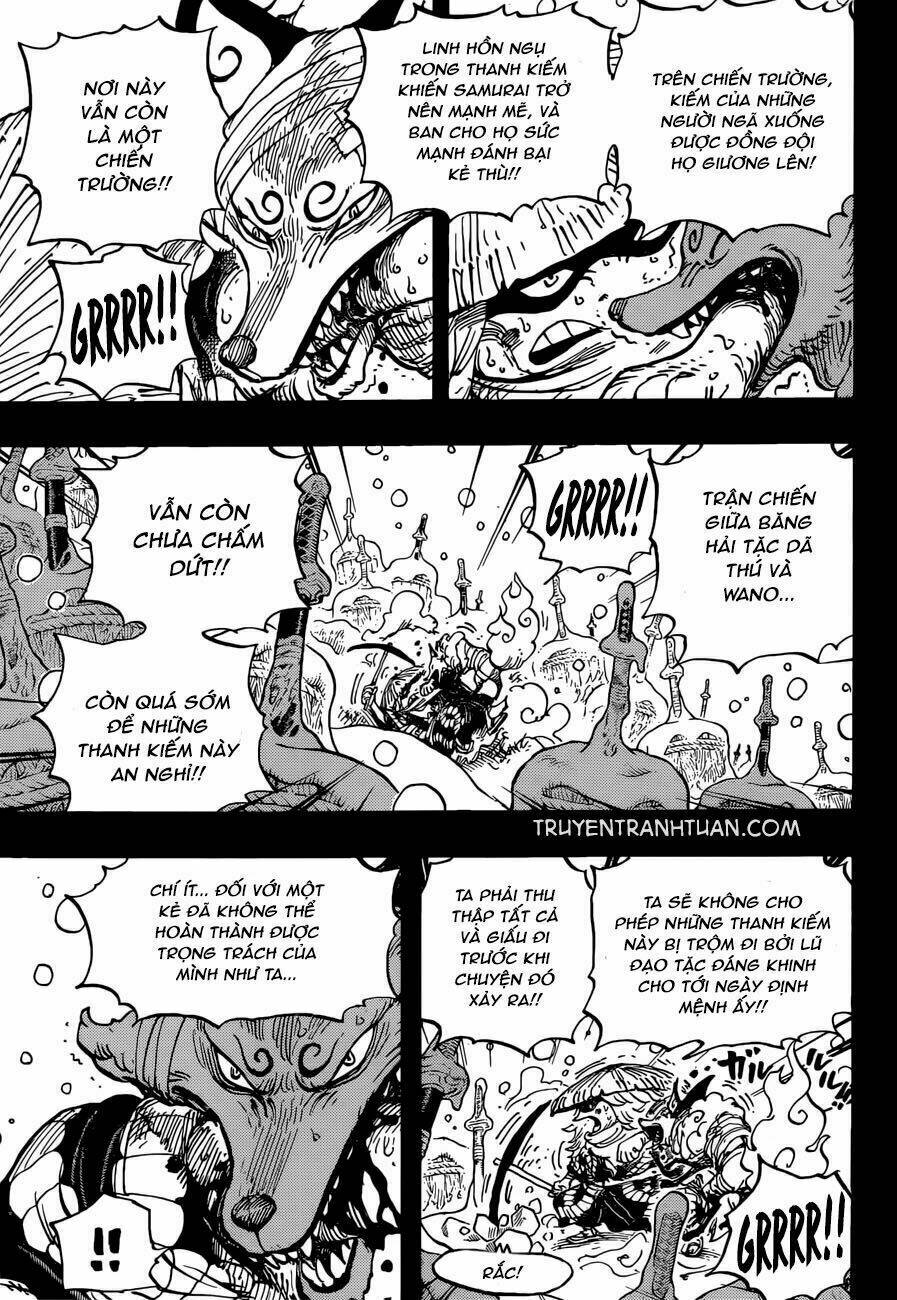 TRÊN CHIẾN TRƯỜNG,
KIẾM CỦA NHỮNG
NGƯỜI NGÃ XUỐNG
ĐƯỢC ĐỒNG ĐỘI
HỌ GIƯƠNG LÊN!
LINH HỒN NGỤ
TRONG THANH KIẾM
KHIẾN SAMURAI TRỞ
NÊN MẠNH MẼ, VÀ
BAN CHO HỌ SỨC
MẠNH ĐÁNH BẠI
KẺ THÙ!!
NƠI NÀY
VẪN CÒN
LÀ MỘT
CHIẾN
TRƯỜNG!!
GRRRR!!
TRẬN CHIẾN
GIỮA BĂNG
HẢI TẶC DÃ
THÚ VÀ
WANO...
GRRRR!!
VẪN CÒN
CHƯA CHẤM
DỨT!!
CÒN QUÁ SỚM
ĐỂ NHỮNG
THANH KIẾM NÀY
AN NGHỈ!!
TRUYENTRANHTUAN.COM
TA SẼ KHÔNG CHO
PHÉP NHỮNG THANH KIẾM
NÀY BỊ TRỘM ĐI BỞI LŨ
ĐẠO TẶC ĐÁNG KHINH
CHO TỚI NGÀY ĐỊNH
MỆNH ẤY!!
TA PHẢI THU
THẬP TẤT CẢ
VÀ GIẤU ĐI
TRƯỚC KHI
CHUYỆN ĐÓ
XẢY RA!!
ガルルル!!
GRRRR!!
RẮC!
CHÍ ÍT... ĐỐI VỚI MỘT
KẺ ĐÃ KHÔNG THỂ
HOÀN THÀNH ĐƯỢC
TRỌNG TRÁCH CỦA
MÌNH NHƯ TA...
!!